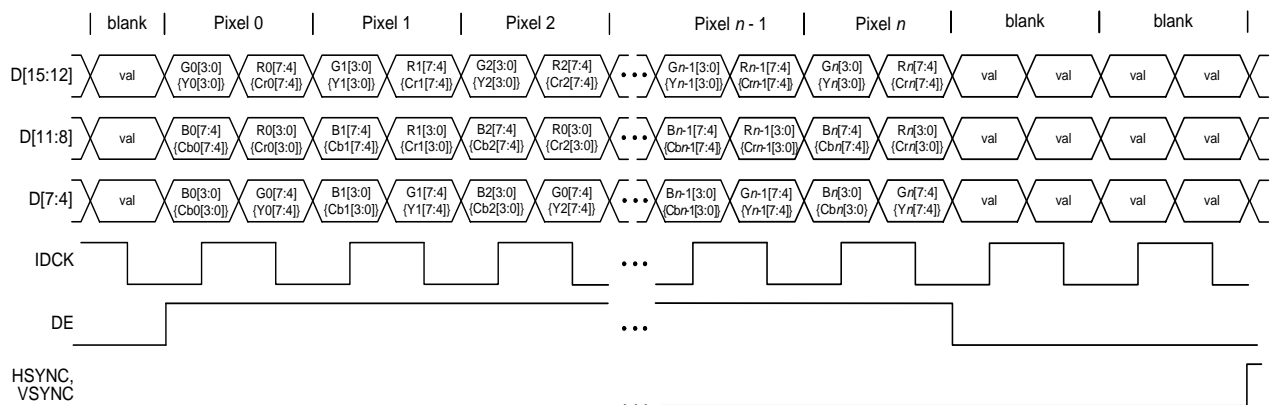 blank Pixel 0 Pixel 1 Pixel 2 Pixel n - 1 Pixel n blank blank
D[15:12] val G0[3:0] {Y0[3:0]} R0[7:4] {Cr0[7:4]} G1[3:0] {Y1[3:0]} R1[7:4] {Cr1[7:4]} G2[3:0] {Y2[3:0]} R2[7:4] {Cr2[7:4]} ••• Gn-1[3:0] {Yn-1[3:0]} Rn-1[7:4] {Crn-1[7:4]} Gn[3:0] {Yn[3:0]} Rn[7:4] {Crn[7:4]} val val val val
D[11:8] val B0[7:4] {Cb0[7:4]} R0[3:0] {Cr0[3:0]} B1[7:4] {Cb1[7:4]} R1[3:0] {Cr1[3:0]} B2[7:4] {Cb2[7:4]} R0[3:0] {Cr2[3:0]} ••• Bn-1[7:4] {Cbn-1[7:4]} Rn-1[3:0] {Crn-1[3:0]} Bn[7:4] {Cbn[7:4]} Rn[3:0] {Crn[3:0]} val val val val
D[7:4] val B0[3:0] {Cb0[3:0]} G0[7:4] {Y0[7:4]} B1[3:0] {Cb1[3:0]} G1[7:4] {Y1[7:4]} B2[3:0] {Cb2[3:0]} G0[7:4] {Y2[7:4]} ••• Bn-1[3:0] {Cbn-1[3:0]} Gn-1[7:4] {Yn-1[7:4]} Bn[3:0] {Cbn[3:0} Gn[7:4] {Yn[7:4]} val val val val
IDCK •••
DE •••
HSYNC,
VSYNC •••